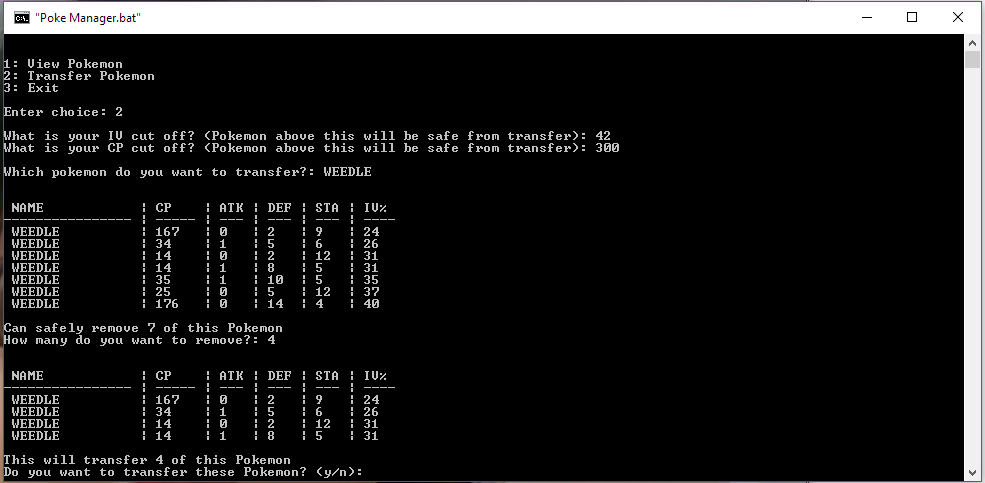 "Poke Manager.bat"
1: View Pokemon
2: Transfer Pokemon
3: Exit
Enter choice: 2
What is your IV cut off? (Pokemon above this will be safe from transfer): 42
What is your CP cut off? (Pokemon above this will be safe from transfer): 300
Which pokemon do you want to transfer?: WEEDLE
NAME ¦ CP ¦ ATK ¦ DEF ¦ STA ¦ IV%
---------------- ¦ ----- ¦ --- ¦ --- ¦ --- ¦ ----
WEEDLE ¦ 167 ¦ 0 ¦ 2 ¦ 9 ¦ 24
WEEDLE ¦ 34 ¦ 1 ¦ 5 ¦ 6 ¦ 26
WEEDLE ¦ 14 ¦ 0 ¦ 2 ¦ 12 ¦ 31
WEEDLE ¦ 14 ¦ 1 ¦ 8 ¦ 5 ¦ 31
WEEDLE ¦ 35 ¦ 1 ¦ 10 ¦ 5 ¦ 35
WEEDLE ¦ 25 ¦ 0 ¦ 5 ¦ 12 ¦ 37
WEEDLE ¦ 176 ¦ 0 ¦ 14 ¦ 4 ¦ 40
Can safely remove 7 of this Pokemon
How many do you want to remove?: 4
NAME ¦ CP ¦ ATK ¦ DEF ¦ STA ¦ IV%
---------------- ¦ ----- ¦ --- ¦ --- ¦ --- ¦ ----
WEEDLE ¦ 167 ¦ 0 ¦ 2 ¦ 9 ¦ 24
WEEDLE ¦ 34 ¦ 1 ¦ 5 ¦ 6 ¦ 26
WEEDLE ¦ 14 ¦ 0 ¦ 2 ¦ 12 ¦ 31
WEEDLE ¦ 14 ¦ 1 ¦ 8 ¦ 5 ¦ 31
This will transfer 4 of this Pokemon
Do you want to transfer these Pokemon? (y/n):